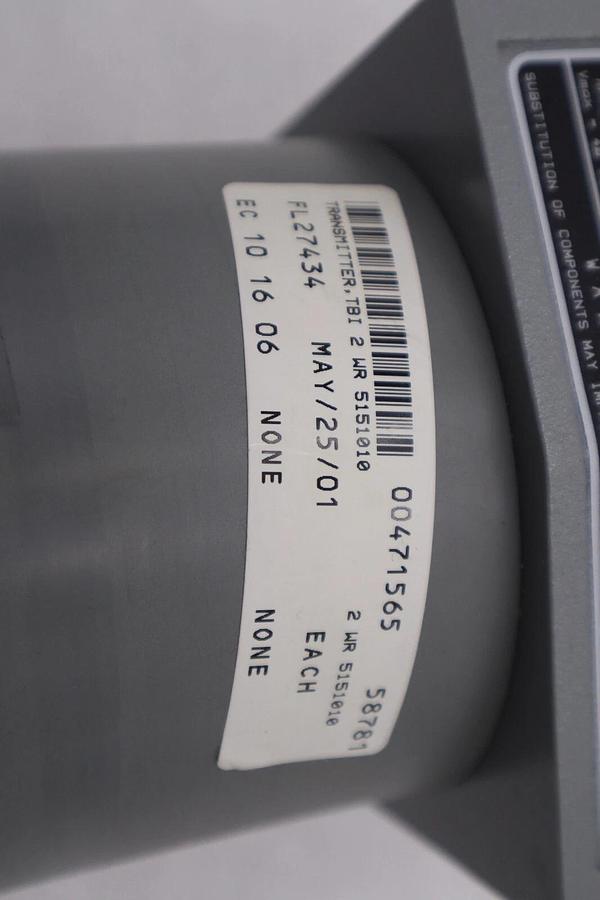 00471565 58781
TRANSMITTER,TBI 2 WR 5151010 2 WR 5151010
FL27434 MAY/25/01 EACH
EC 10 16 06 NONE NONE
SUBSTITUTION OF COMPONENTS MAY